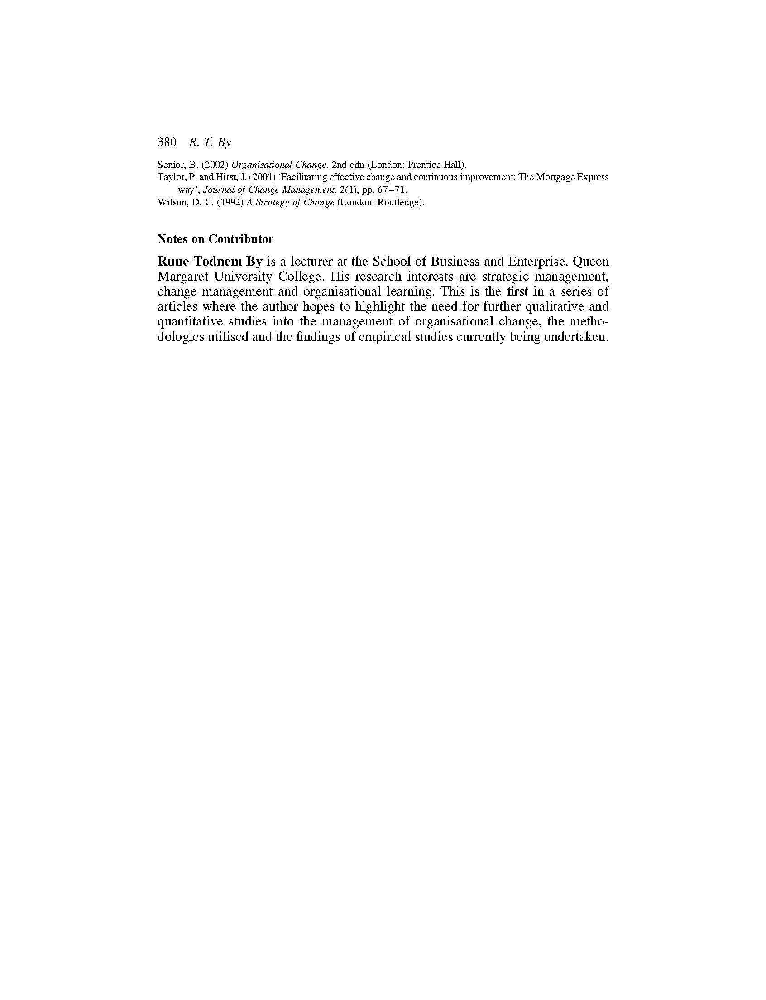 380 R. T. By
Senior, B. (2002) Organisational Change, 2nd edn (London: Prentice Hall).
Taylor, P. and Hirst, J. (2001) ‘Facilitating effective change and continuous improvement: The Mortgage Express
way’, Journal of Change Management, 2(1), pp. 67–71.
Wilson, D. C. (1992) A Strategy of Change (London: Routledge).
Notes on Contributor
Rune Todnem By is a lecturer at the School of Business and Enterprise, Queen
Margaret University College. His research interests are strategic management,
change management and organisational learning. This is the first in a series of
articles where the author hopes to highlight the need for further qualitative and
quantitative studies into the management of organisational change, the metho-
dologies utilised and the findings of empirical studies currently being undertaken.